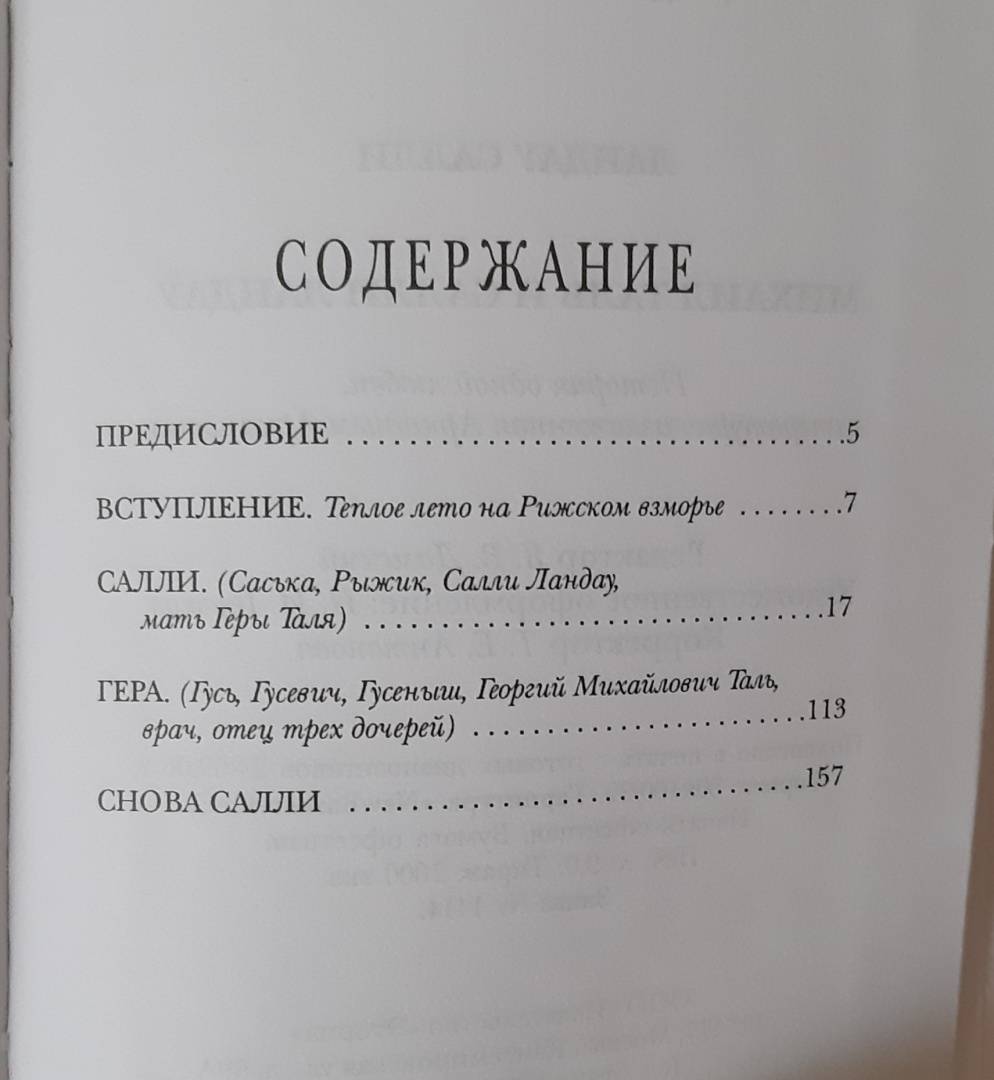 СОДЕРЖАНИЕ
ПРЕДИСЛОВИЕ . . . . . . . . . . . . . . . . . . . . . . . . . . . . . . . . 5
ВСТУПЛЕНИЕ. Теплое лето на Рижском взморье . . . . . . . 7
САЛЛИ. (Саська, Рыжик, Салли Ландау,
мать Геры Таля) . . . . . . . . . . . . . . . . . . . . . . . . . . . . . . 17
ГЕРА. (Гусь, Гусевич, Гусеныш, Георгий Михайлович Таль,
врач, отец трех дочерей) . . . . . . . . . . . . . . . . . . . . . . 113
СНОВА САЛЛИ . . . . . . . . . . . . . . . . . . . . . . . . . . . . . 157